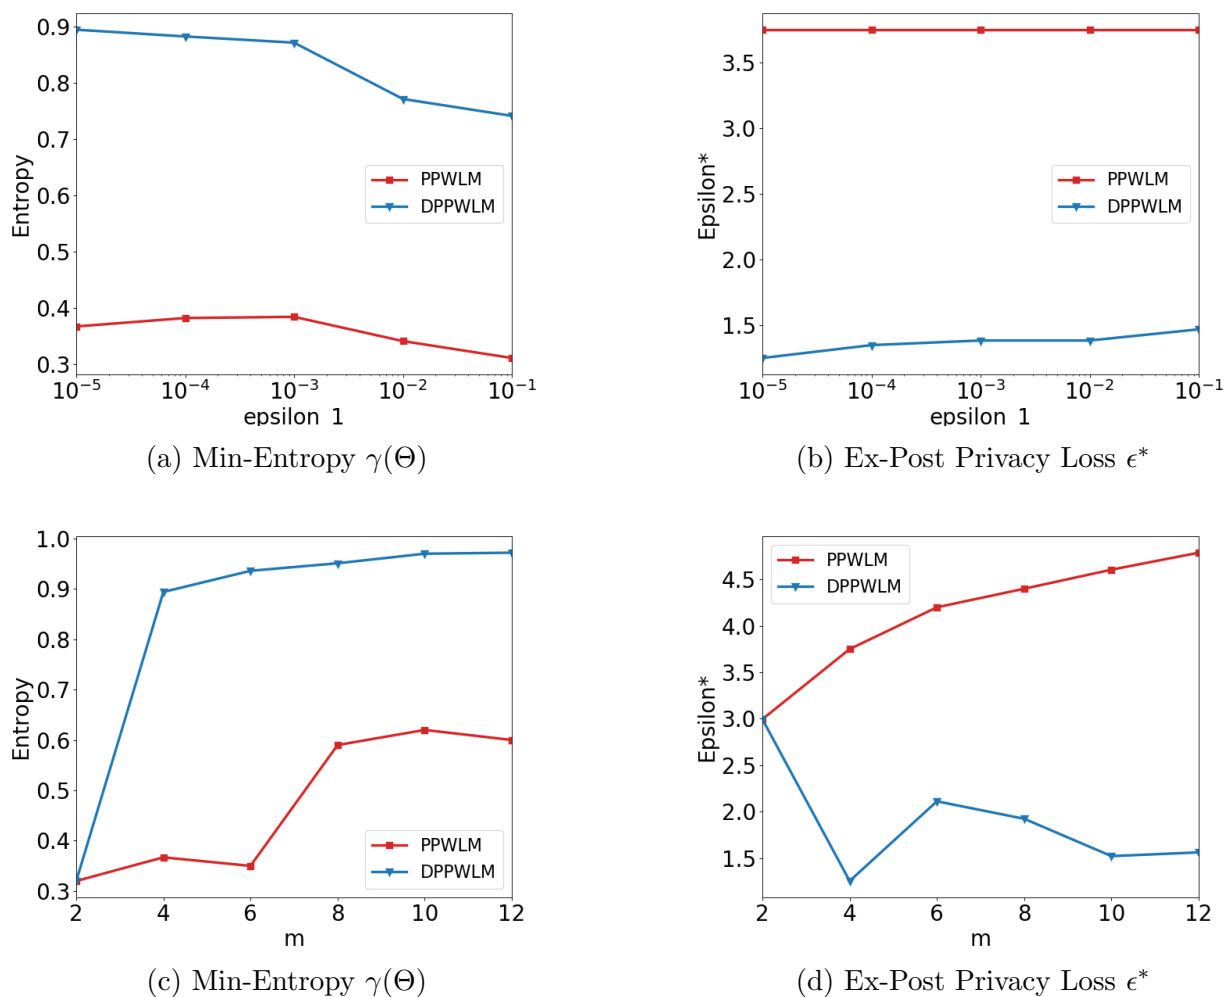 0.9
0.8
0.7
0.6
0.5
0.4
0.3
Entropy
PPWLM
DPPWLM
10⁻⁵ 10⁻⁴ 10⁻³ 10⁻² 10⁻¹
epsilon_1
(a) Min-Entropy γ(Θ)
3.5
3.0
2.5
2.0
1.5
Epsilon*
PPWLM
DPPWLM
10⁻⁵ 10⁻⁴ 10⁻³ 10⁻² 10⁻¹
epsilon_1
(b) Ex-Post Privacy Loss ϵ*
1.0
0.9
0.8
0.7
0.6
0.5
0.4
0.3
Entropy
PPWLM
DPPWLM
2 4 6 8 10 12
m
(c) Min-Entropy γ(Θ)
4.5
4.0
3.5
3.0
2.5
2.0
1.5
Epsilon*
PPWLM
DPPWLM
2 4 6 8 10 12
m
(d) Ex-Post Privacy Loss ϵ*